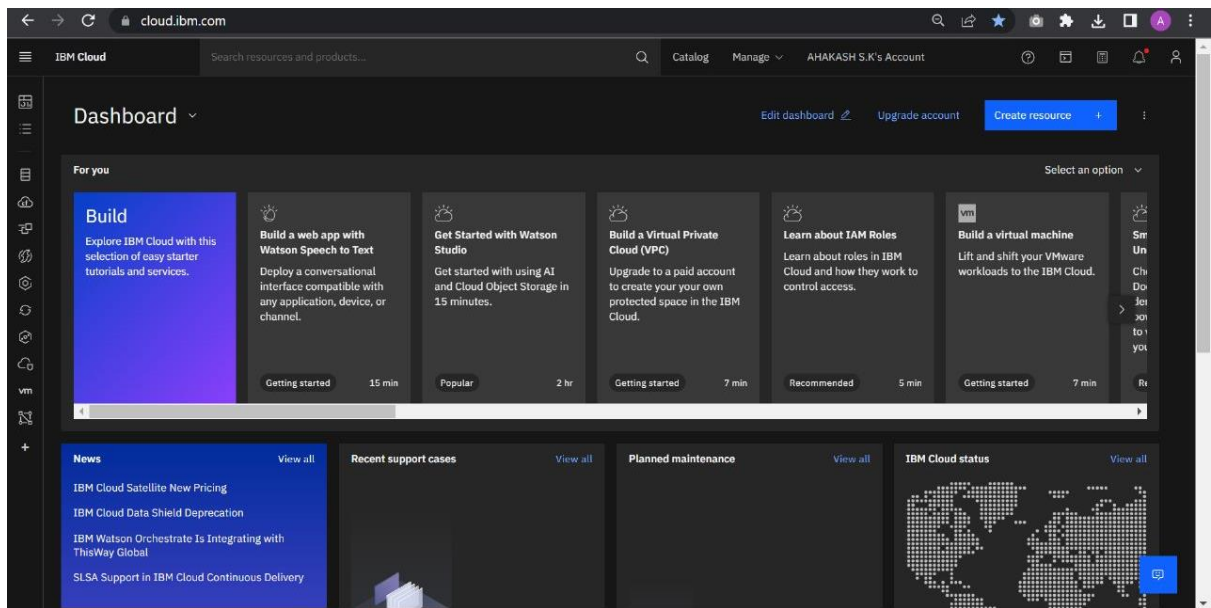 cloud.ibm.com
A
IBM Cloud
Search resources and products...
Catalog
Manage
AHAKASH S.K's Account
Dashboard
Edit dashboard
Upgrade account
Create resource +
For you
Select an option
Build
Explore IBM Cloud with this
selection of easy starter
tutorials and services.
Build a web app with
Watson Speech to Text
Deploy a conversational
interface compatible with
any application, device, or
channel.
Getting started 15 min
Get Started with Watson
Studio
Get started with using AI
and Cloud Object Storage in
15 minutes.
Popular 2 hr
Build a Virtual Private
Cloud (VPC)
Upgrade to a paid account
to create your your own
protected space in the IBM
Cloud.
Getting started 7 min
Learn about IAM Roles
Learn about roles in IBM
Cloud and how they work to
control access.
Recommended 5 min
vm
Build a virtual machine
Lift and shift your VMware
workloads to the IBM Cloud.
Getting started 7 min
Sm
Un
to
you
vm
+
News View all
IBM Cloud Satellite New Pricing
IBM Cloud Data Shield Deprecation
IBM Watson Orchestrate Is Integrating with
ThisWay Global
SLSA Support in IBM Cloud Continuous Delivery
Recent support cases View all
Planned maintenance View all
IBM Cloud status View all